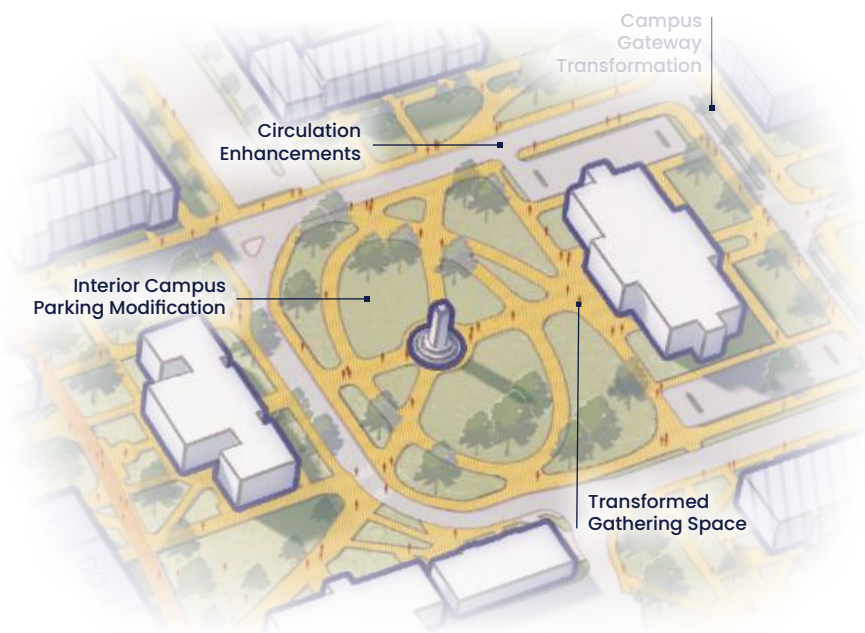 Campus
Gateway
Transformation
Circulation
Enhancements
Interior Campus
Parking Modification
Transformed
Gathering Space